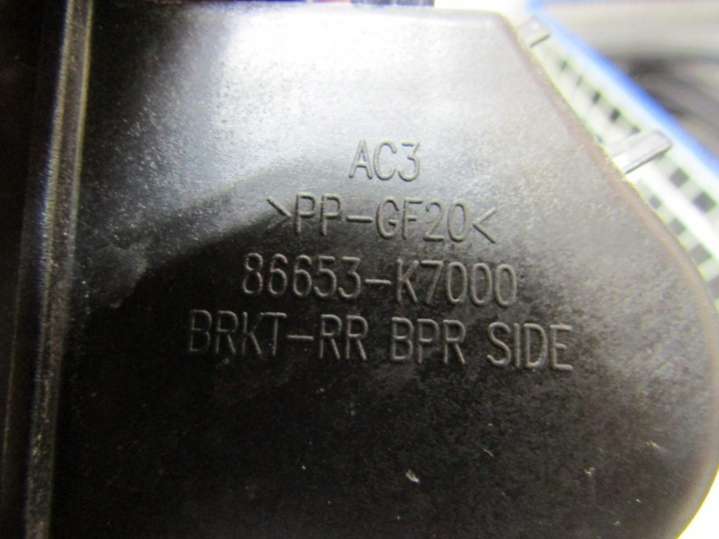 AC3
>PP-GF20<
86653-K7000
BRKT-RR BPR SIDE